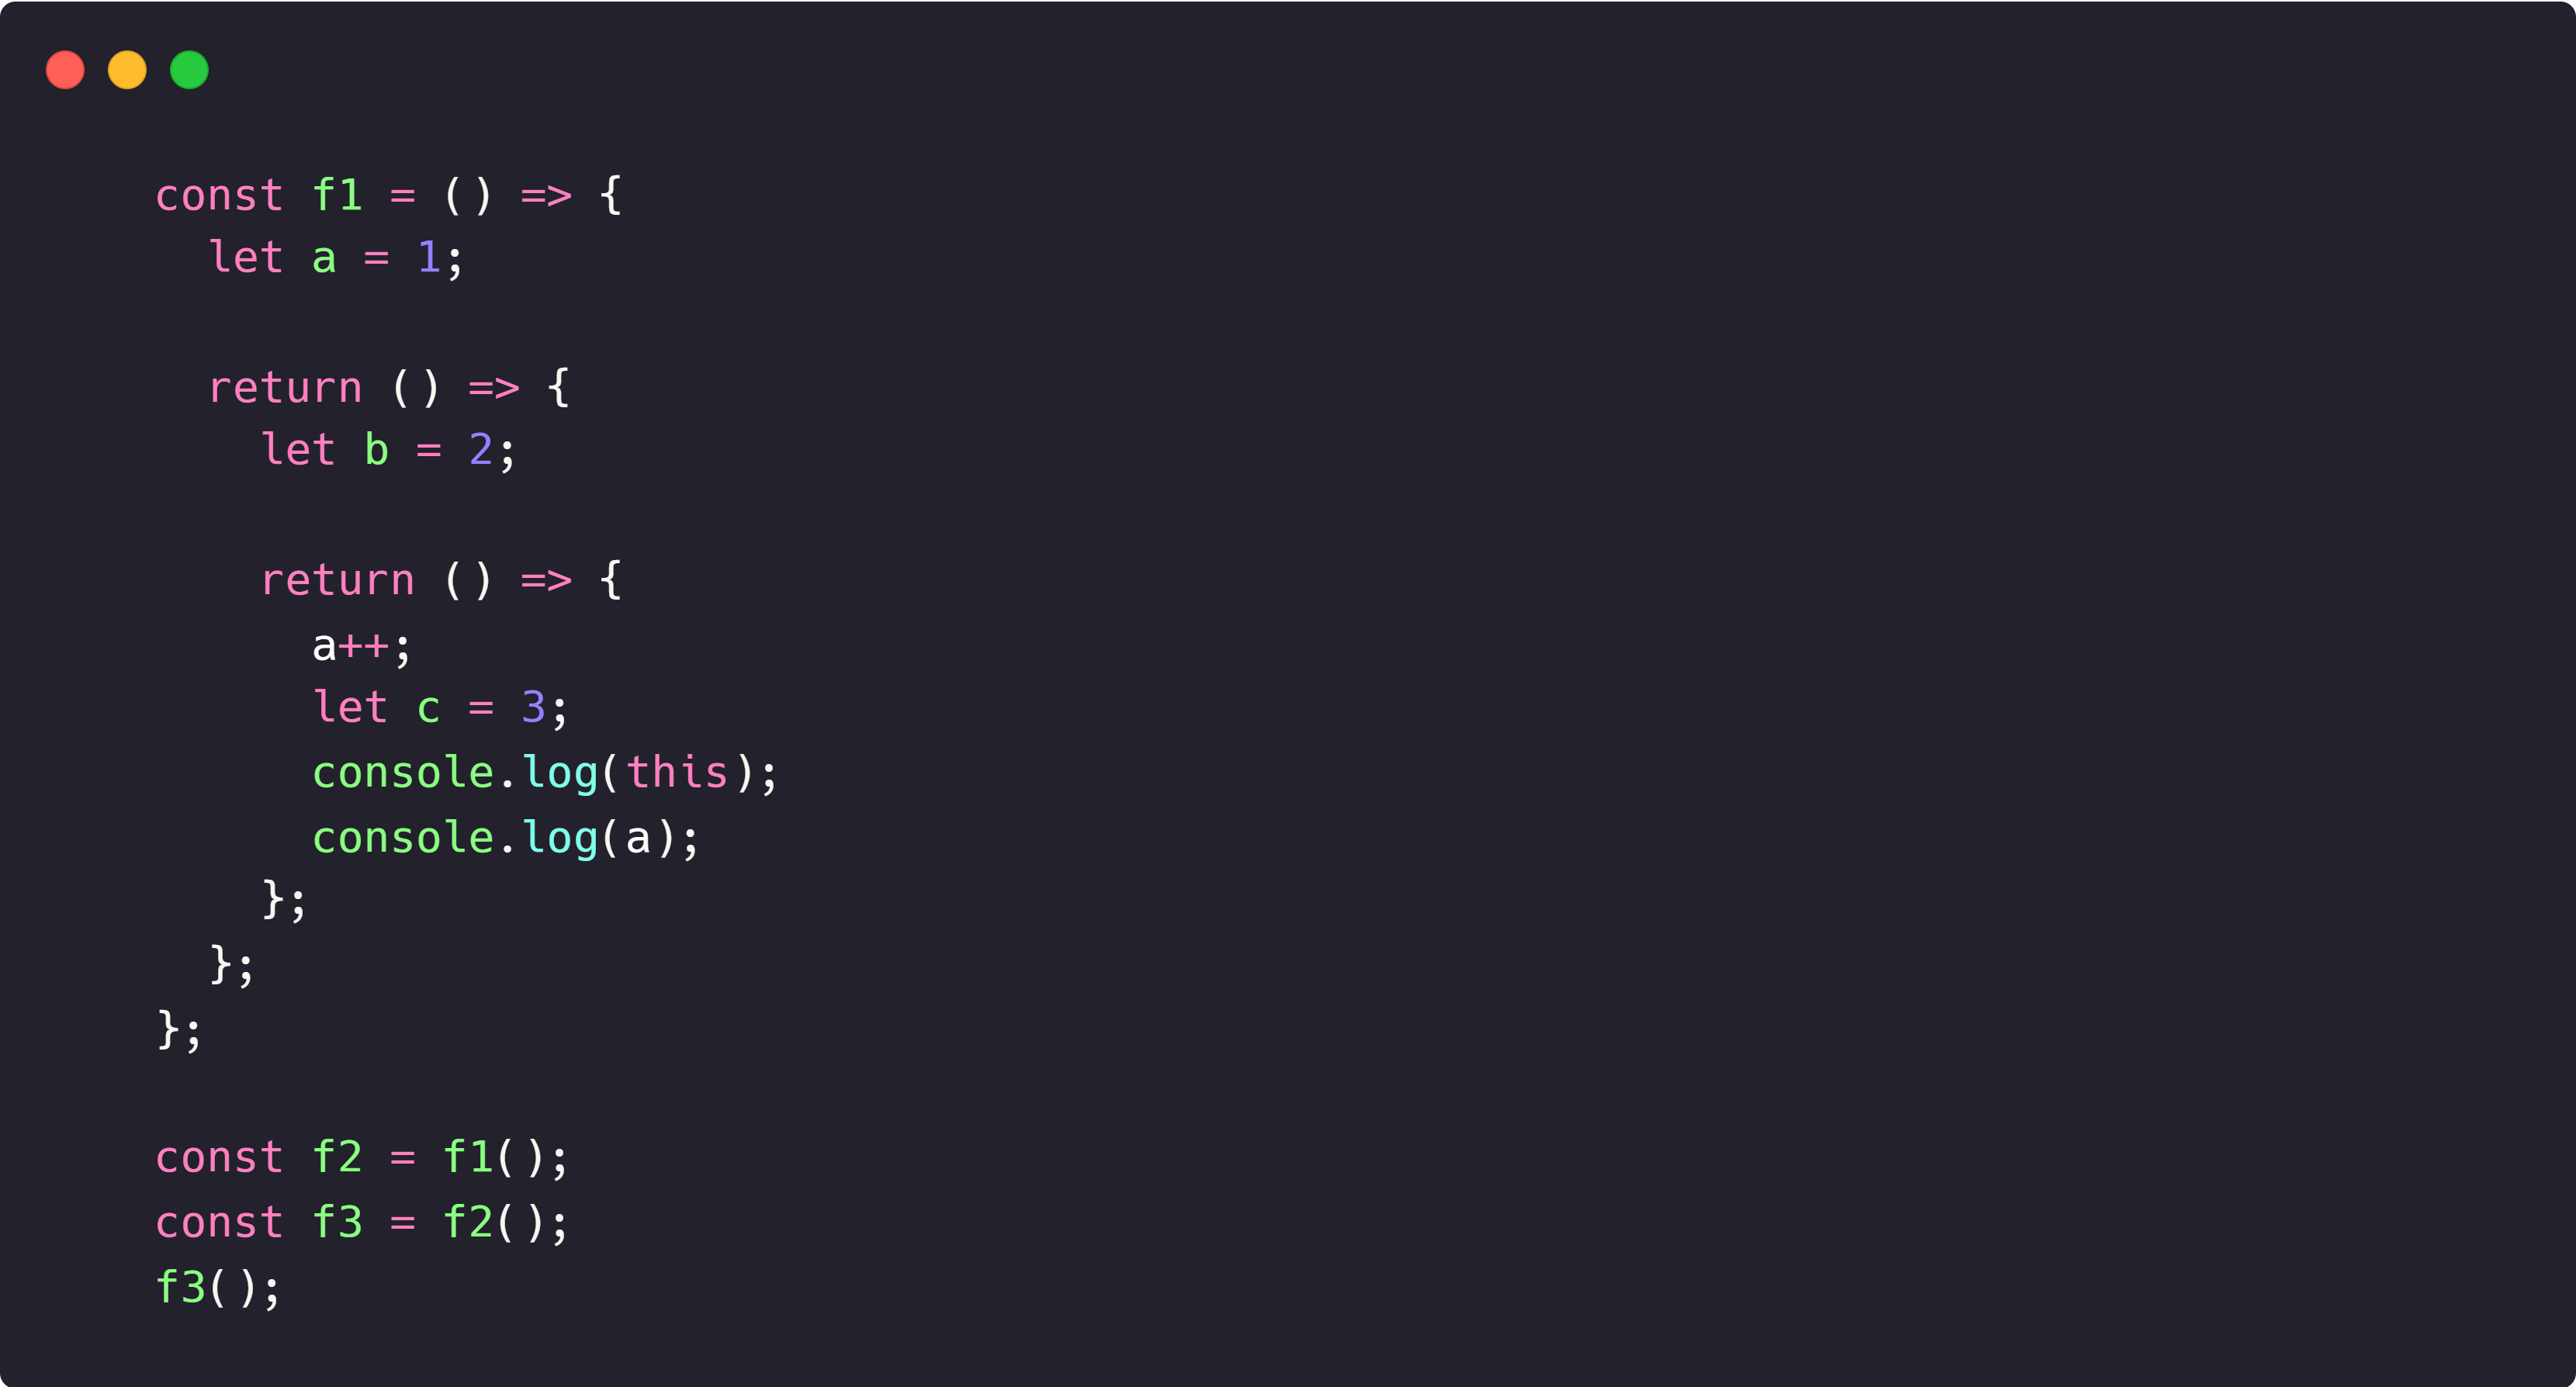 const f1 = () => {
  let a = 1;

  return () => {
    let b = 2;

    return () => {
      a++;
      let c = 3;
      console.log(this);
      console.log(a);
    };
  };
};

const f2 = f1();
const f3 = f2();
f3();